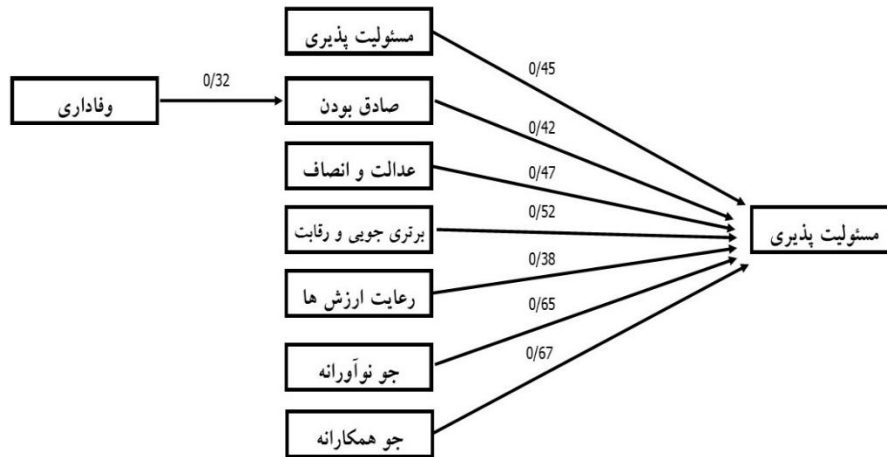 مسئولیت پذیری
0/45
0/32
وفاداری
صادق بودن
0/42
عدالت و انصاف
0/47
برتری جویی و رقابت
0/52
مسئولیت پذیری
رعایت ارزش ها
0/38
0/65
جو نوآورانه
0/67
جو همکارانه